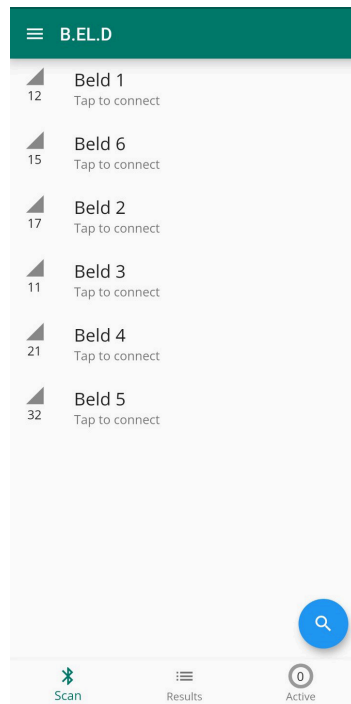 B.EL.D
Beld 1
12
Tap to connect
Beld 6
15
Tap to connect
Beld 2
17
Tap to connect
Beld 3
11
Tap to connect
Beld 4
21
Tap to connect
Beld 5
32
Tap to connect
0
Scan
Results
Active